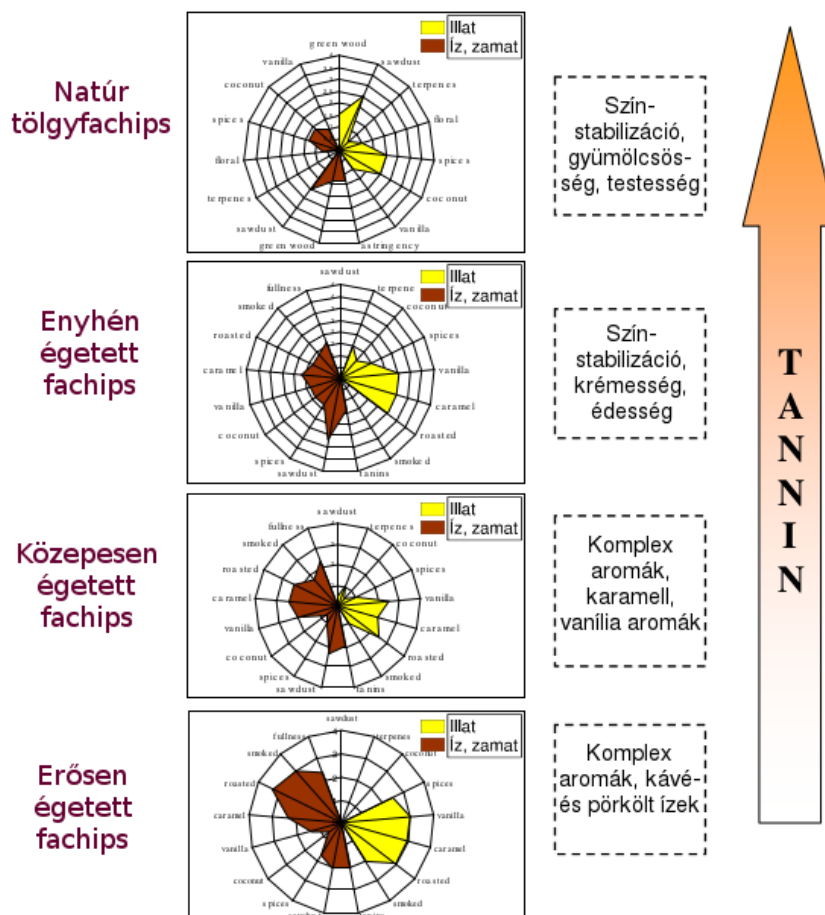 Natúr
tölgyfachips
Illat
Íz, zamat
green wood
sawdust
terpenes
floral
spices
coconut
vanilla
astringency
green wood
sawdust
terpenes
floral
spices
coconut
vanilla
Szín-
stabilizáció,
gyümölcsös-
ség, testesség
Enyhén
égetett
fachips
Illat
Íz, zamat
sawdust
terpene
coconut
spices
vanilla
caramel
roasted
smoked
tanins
sawdust
spices
coconut
vanilla
caramel
roasted
smoked
fullness
Szín-
stabilizáció,
krémesség,
édesség
Közepesen
égetett
fachips
Illat
Íz, zamat
sawdust
terpenes
coconut
spices
vanilla
caramel
roasted
smoked
tanins
sawdust
spices
coconut
vanilla
caramel
roasted
smoked
fullness
Komplex
aromák,
karamell,
vanília aromák
Erősen
égetett
fachips
Illat
Íz, zamat
sawdust
terpenes
coconut
spices
vanilla
caramel
roasted
smoked
spices
coconut
vanilla
caramel
roasted
smoked
fullness
Komplex
aromák, kávé-
és pörkölt ízek
T
A
N
N
I
N